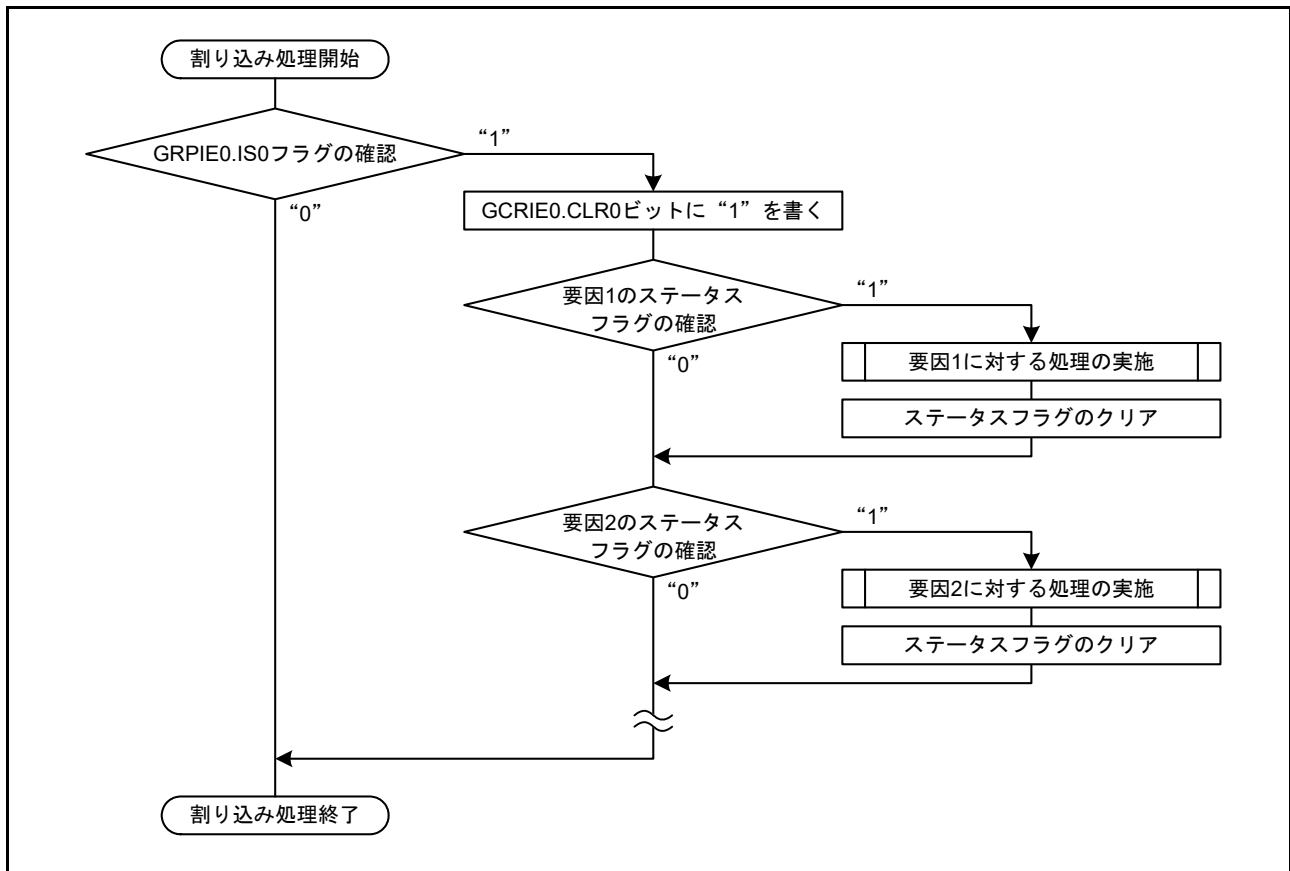 割り込み処理開始
GRPIE0.IS0フラグの確認
“1”
“0”
GCRIE0.CLR0ビットに“1”を書く
要因1のステータス
フラグの確認
“1”
“0”
要因1に対する処理の実施
ステータスフラグのクリア
要因2のステータス
フラグの確認
“1”
“0”
要因2に対する処理の実施
ステータスフラグのクリア
割り込み処理終了